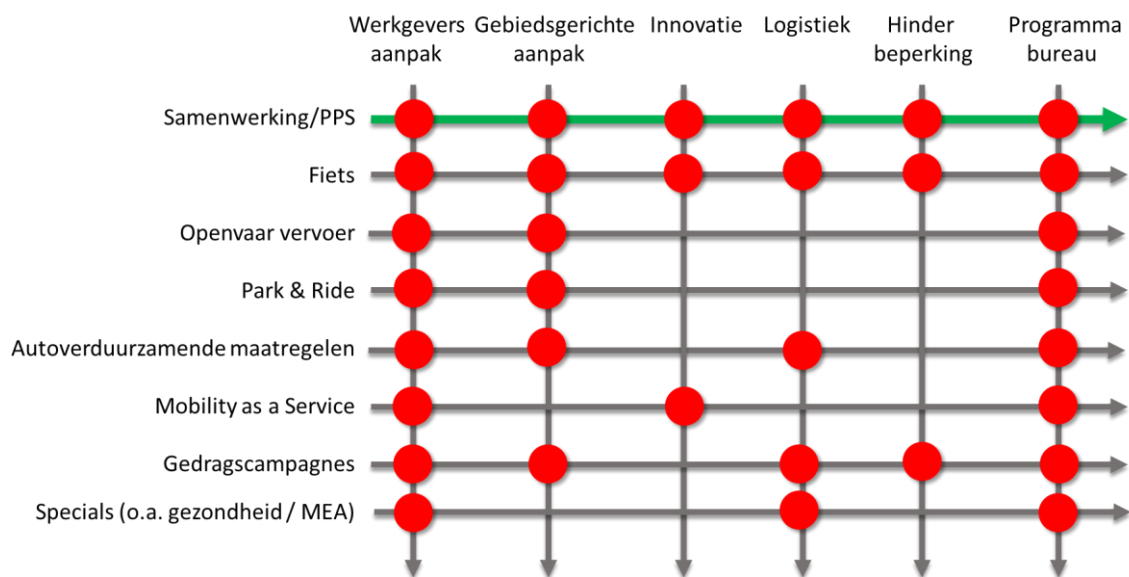 Werkgevers Gebiedsgerichte Innovatie Logistiek Hinder Programma
aanpak aanpak beperking bureau
Samenwerking/PPS
Fiets
Openvaar vervoer
Park & Ride
Autoverduurzamende maatregelen
Mobility as a Service
Gedragscampagnes
Specials (o.a. gezondheid / MEA)